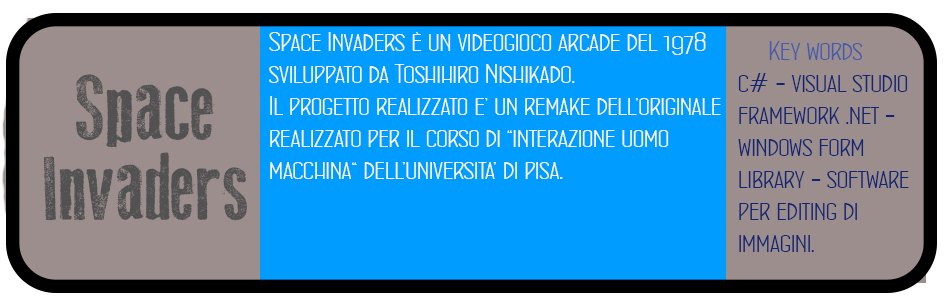 Space
Invaders
Space Invaders è un videogioco arcade del 1978
sviluppato da Toshihiro Nishikado.
Il progetto realizzato e' un remake dell'originale
realizzato per il corso di "interazione uomo
macchina" dell'universita' di pisa.
Key words
C# - visual studio
framework .net -
windows form
library - software
per editing di
immagini.